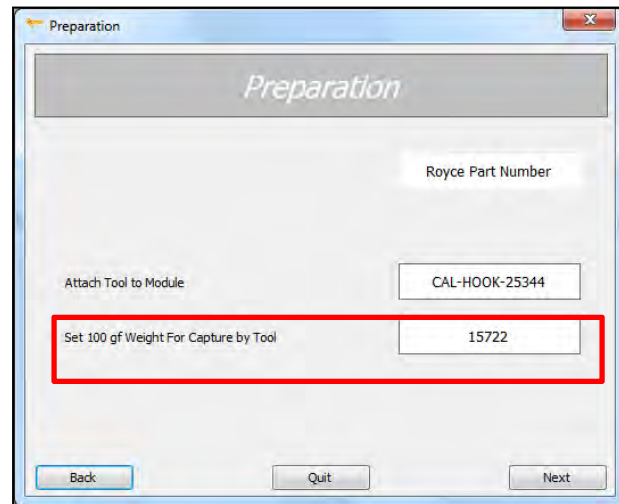 Preparation
Preparation
Royce Part Number
Attach Tool to Module CAL-HOOK-25344
Set 100 gf Weight For Capture by Tool 15722
Back Quit Next